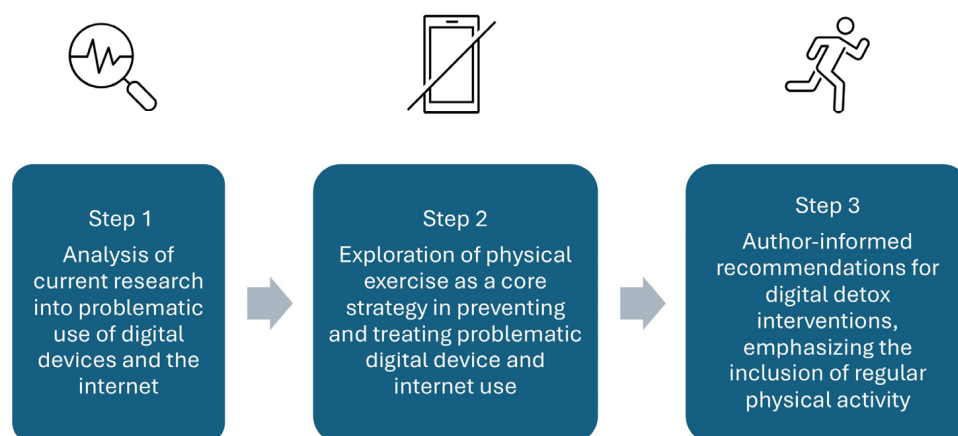 Step 1
Analysis of
current research
into problematic
use of digital
devices and the
internet
Step 2
Exploration of physical
exercise as a core
strategy in preventing
and treating problematic
digital device and
internet use
Step 3
Author-informed
recommendations for
digital detox
interventions,
emphasizing the
inclusion of regular
physical activity